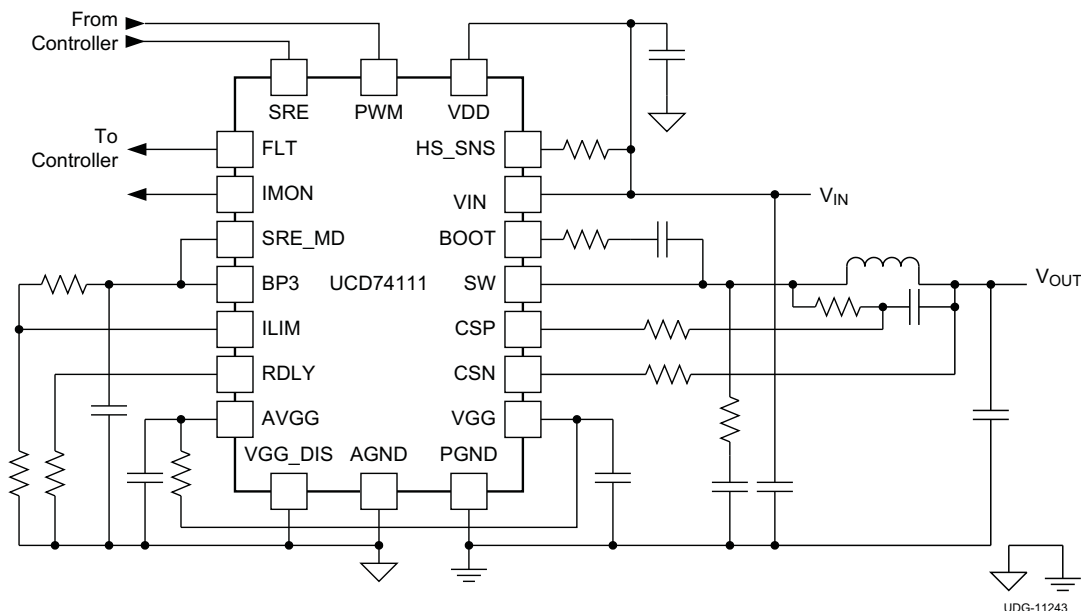 From
Controller
SRE
PWM
VDD
To
Controller
FLT
HS_SNS
IMON
VIN
V_IN
SRE_MD
BOOT
BP3
UCD74111
SW
V_OUT
ILIM
CSP
RDLY
CSN
AVGG
VGG
VGG_DIS
AGND
PGND
UDG-11243